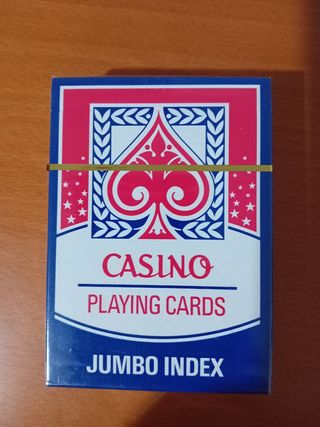 CASINO
PLAYING CARDS
JUMBO INDEX